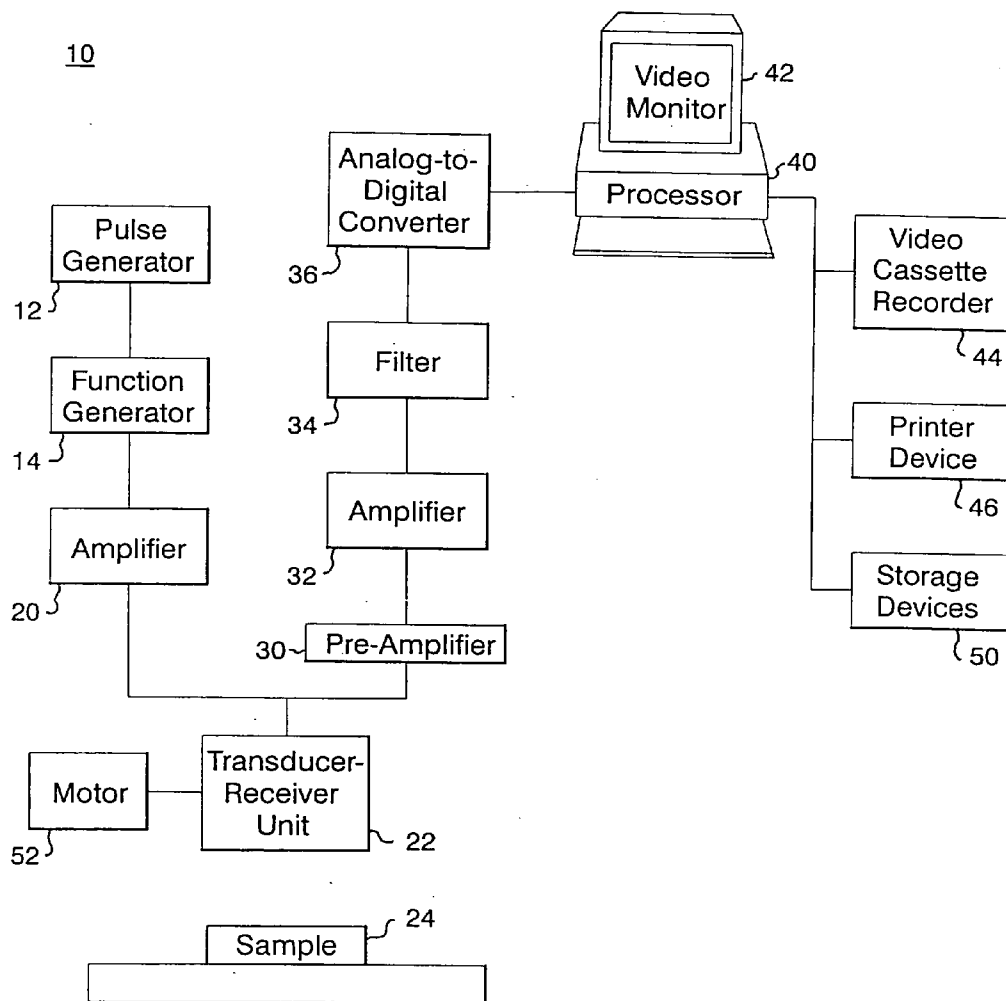 10
Video
Monitor
42
Analog-to-
Digital
Converter
36
Processor
40
Pulse
Generator
12
Video
Cassette
Recorder
44
Function
Generator
14
Filter
34
Printer
Device
46
Amplifier
20
Amplifier
32
Storage
Devices
50
30
Pre-Amplifier
Motor
52
Transducer-
Receiver
Unit
22
Sample
24